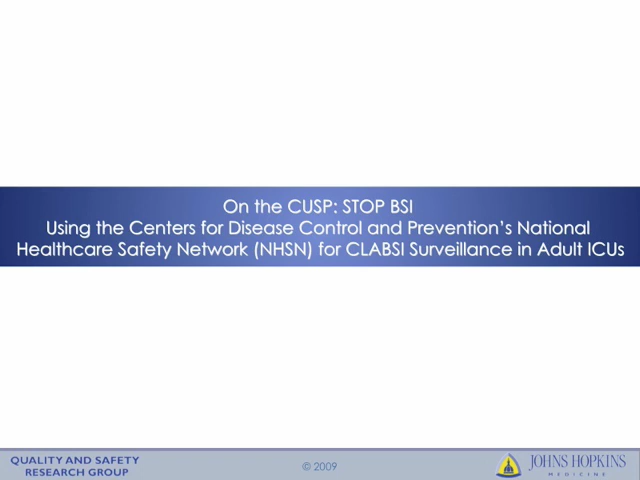 On the CUSP: STOP BSI
Using the Centers for Disease Control and Prevention's National
Healthcare Safety Network (NHSN) for CLABSI Surveillance in Adult ICUs
QUALITY AND SAFETY
RESEARCH GROUP
© 2009
JOHNS HOPKINS
MEDICINE